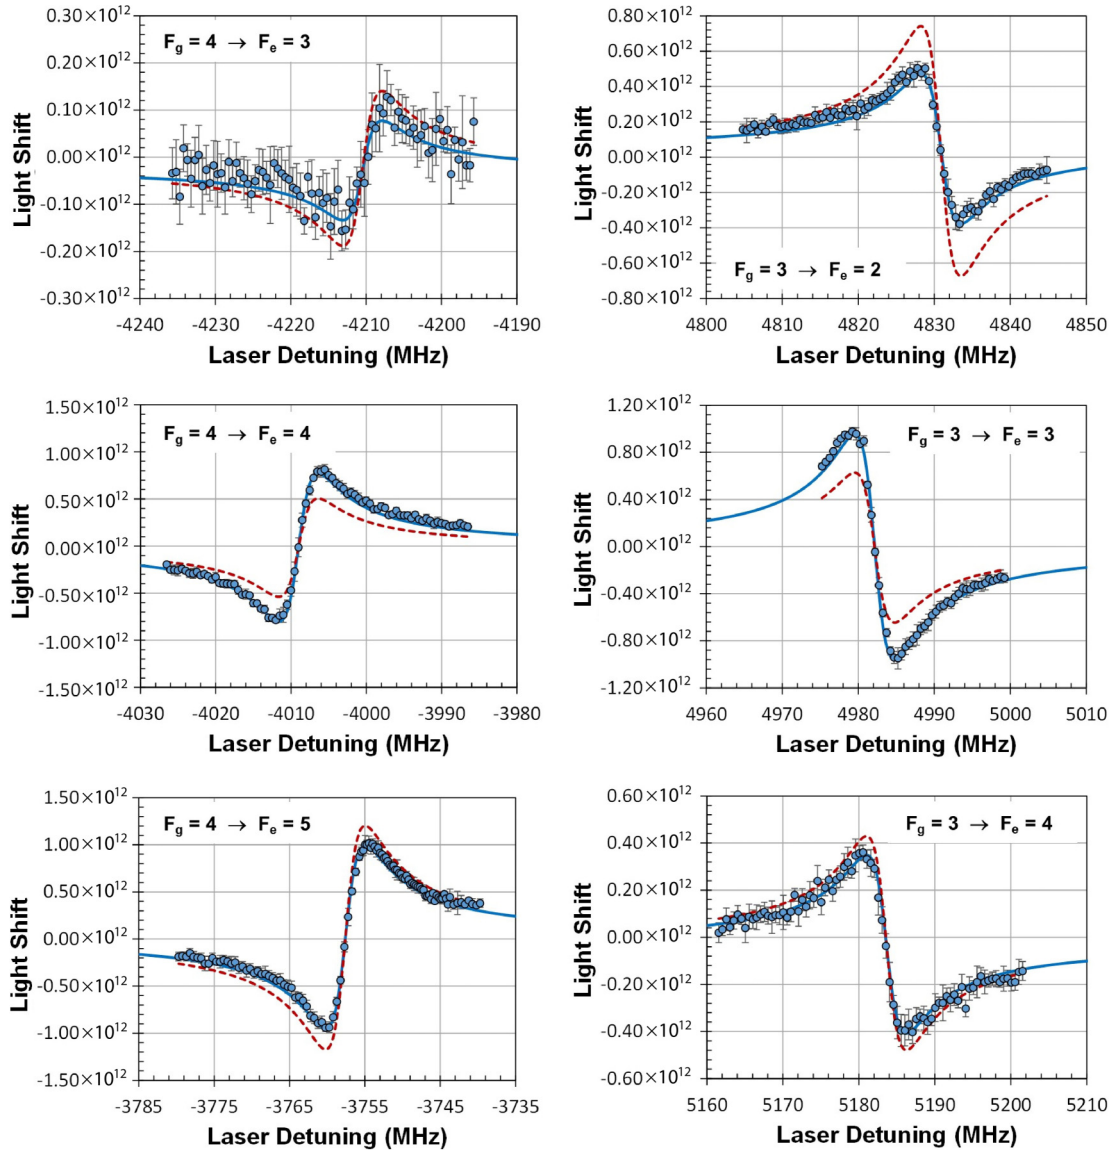 0.30×10¹²
0.20×10¹²
0.10×10¹²
0.00×10¹²
-0.10×10¹²
-0.20×10¹²
-0.30×10¹²
Light Shift
F_g = 4 → F_e = 3
-4240 -4230 -4220 -4210 -4200 -4190
Laser Detuning (MHz)
0.80×10¹²
0.60×10¹²
0.40×10¹²
0.20×10¹²
0.00×10¹²
-0.20×10¹²
-0.40×10¹²
-0.60×10¹²
-0.80×10¹²
Light Shift
F_g = 3 → F_e = 2
4800 4810 4820 4830 4840 4850
Laser Detuning (MHz)
1.50×10¹²
1.00×10¹²
0.50×10¹²
0.00×10¹²
-0.50×10¹²
-1.00×10¹²
-1.50×10¹²
Light Shift
F_g = 4 → F_e = 4
-4030 -4020 -4010 -4000 -3990 -3980
Laser Detuning (MHz)
1.20×10¹²
0.80×10¹²
0.40×10¹²
0.00×10¹²
-0.40×10¹²
-0.80×10¹²
-1.20×10¹²
Light Shift
F_g = 3 → F_e = 3
4960 4970 4980 4990 5000 5010
Laser Detuning (MHz)
1.50×10¹²
1.00×10¹²
0.50×10¹²
0.00×10¹²
-0.50×10¹²
-1.00×10¹²
-1.50×10¹²
Light Shift
F_g = 4 → F_e = 5
-3785 -3775 -3765 -3755 -3745 -3735
Laser Detuning (MHz)
0.60×10¹²
0.40×10¹²
0.20×10¹²
0.00×10¹²
-0.20×10¹²
-0.40×10¹²
-0.60×10¹²
Light Shift
F_g = 3 → F_e = 4
5160 5170 5180 5190 5200 5210
Laser Detuning (MHz)